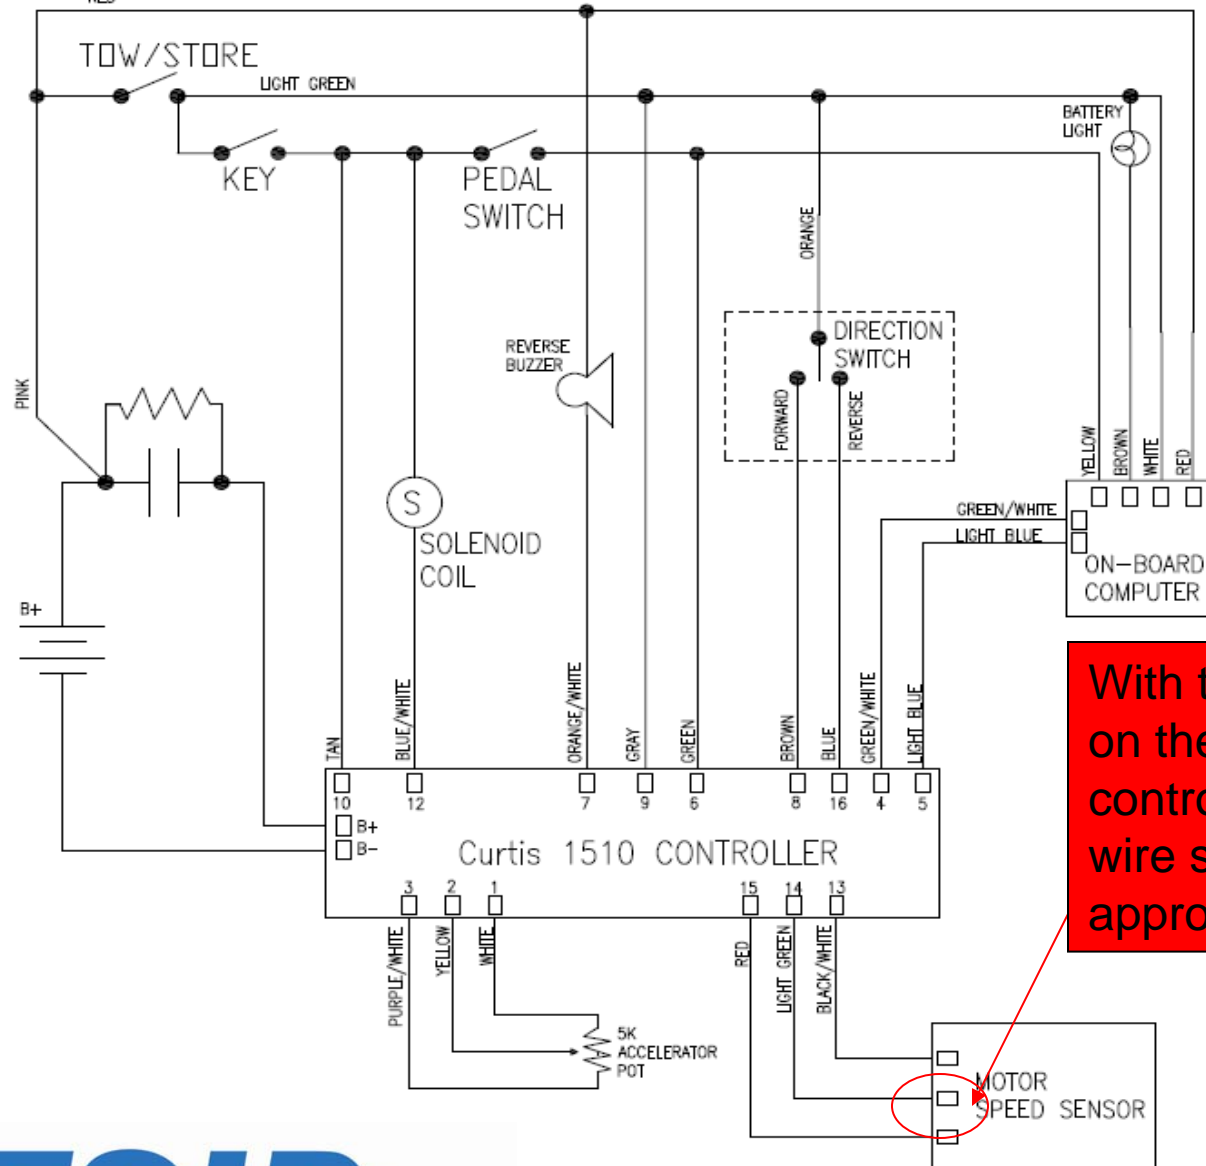 TOW/STORE
LIGHT GREEN
BATTERY
LIGHT
KEY
PEDAL
SWITCH
ORANGE
DIRECTION
SWITCH
REVERSE
BUZZER
PINK
FORWARD
REVERSE
YELLOW
BROWN
WHITE
RED
S
SOLENOID
COIL
GREEN/WHITE
LIGHT BLUE
ON-BOARD
COMPUTER
B+
TAN
BLUE/WHITE
ORANGE/WHITE
GRAY
GREEN
BROWN
BLUE
GREEN/WHITE
LIGHT BLUE
10 12 7 9 6 8 16 4 5
B+
B-
Curtis 1510 CONTROLLER
3 2 1 15 14 13
PURPLE/WHITE
YELLOW
WHITE
RED
LIGHT GREEN
BLACK/WHITE
5K
ACCELERATOR
POT
MOTOR
SPEED SENSOR
With
on the
contro
wire s
appro